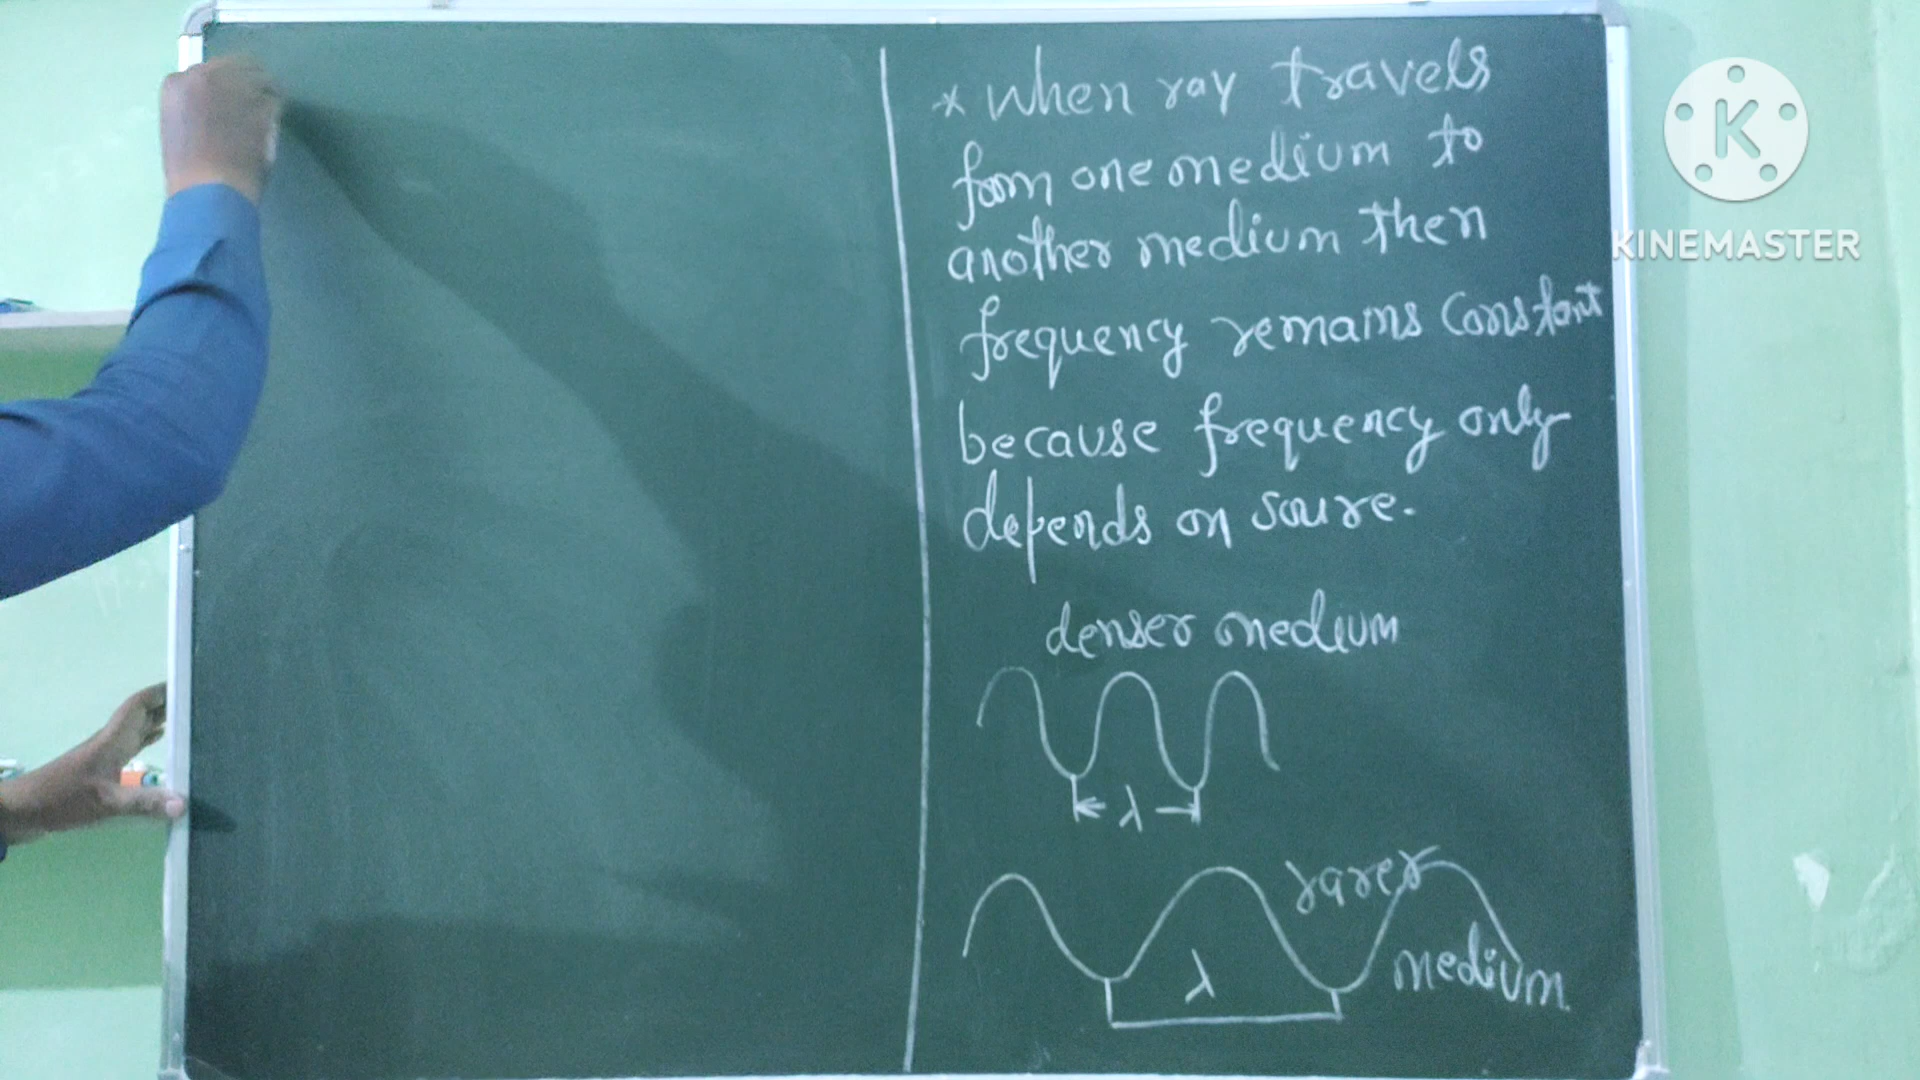 * When ray travels
from one medium to
another medium then
frequency remains constant
because frequency only
depends on soure.
denser medium
λ
rarer
λ
medium.
K
KINEMASTER